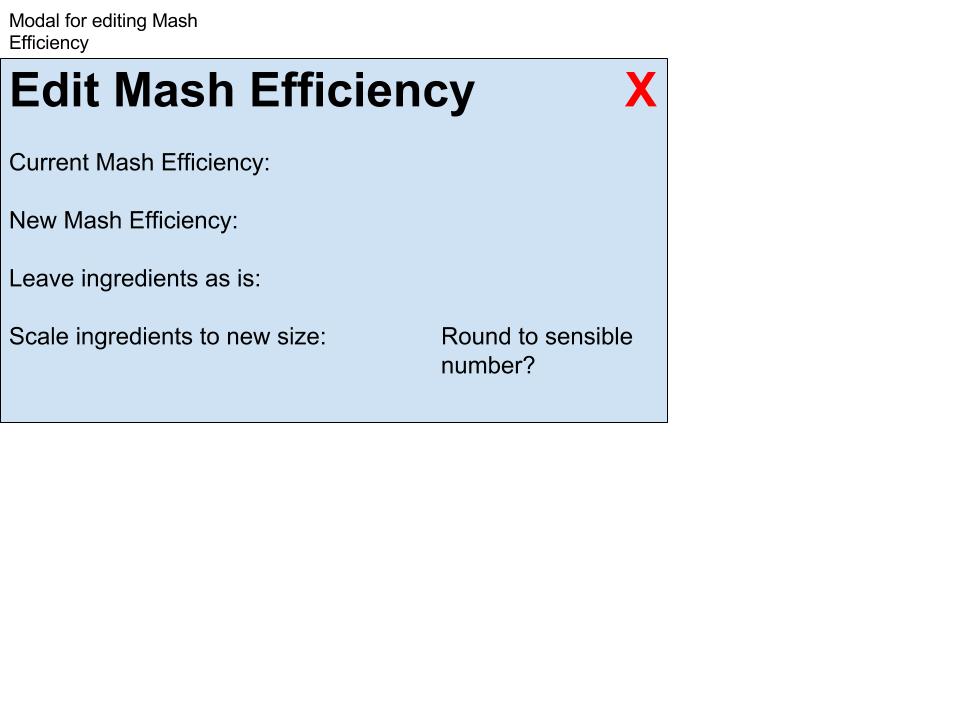 Modal for editing Mash
Efficiency
Edit Mash Efficiency X
Current Mash Efficiency:
New Mash Efficiency:
Leave ingredients as is:
Scale ingredients to new size: Round to sensible
number?